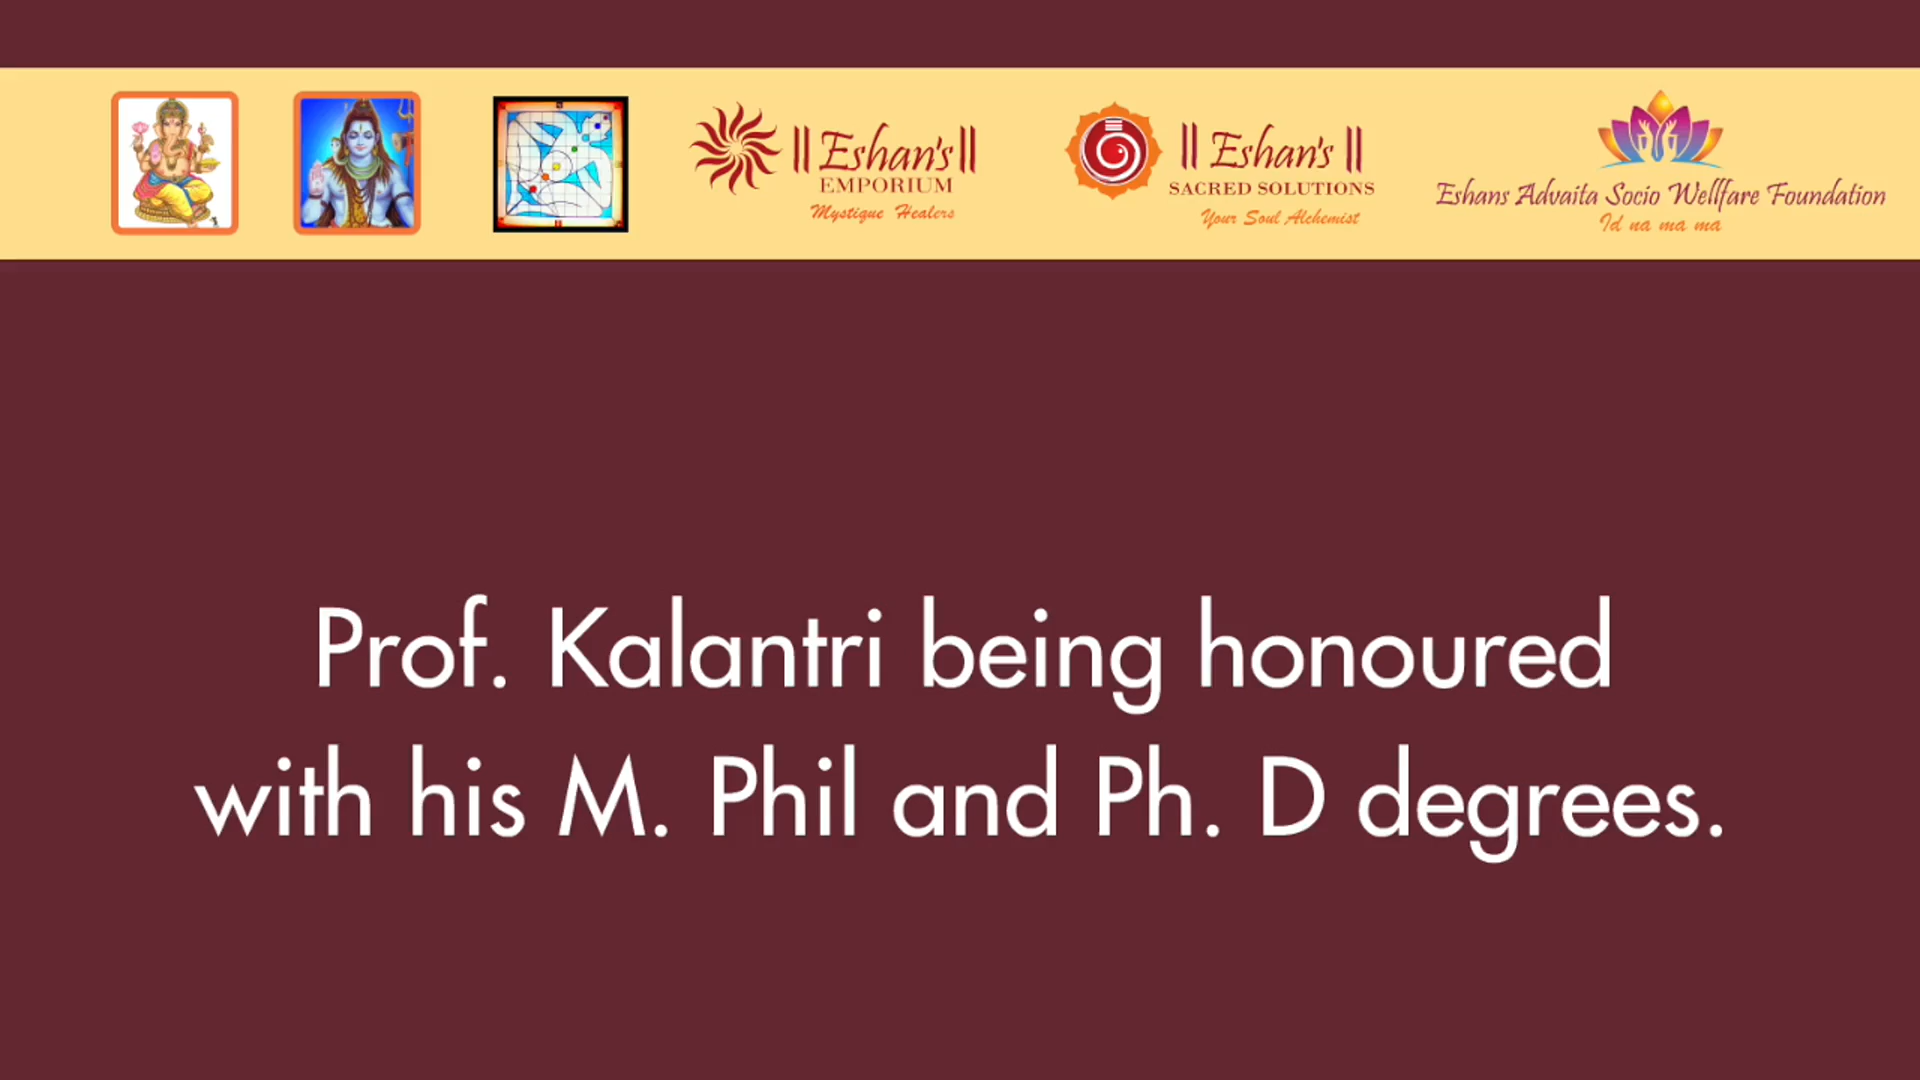 || Eshan's ||
EMPORIUM
Mystique Healers
|| Eshan's ||
SACRED SOLUTIONS
Your Soul Alchemist
Eshans Advaita Socio Wellfare Foundation
Id na ma ma
Prof. Kalantri being honoured
with his M. Phil and Ph. D degrees.